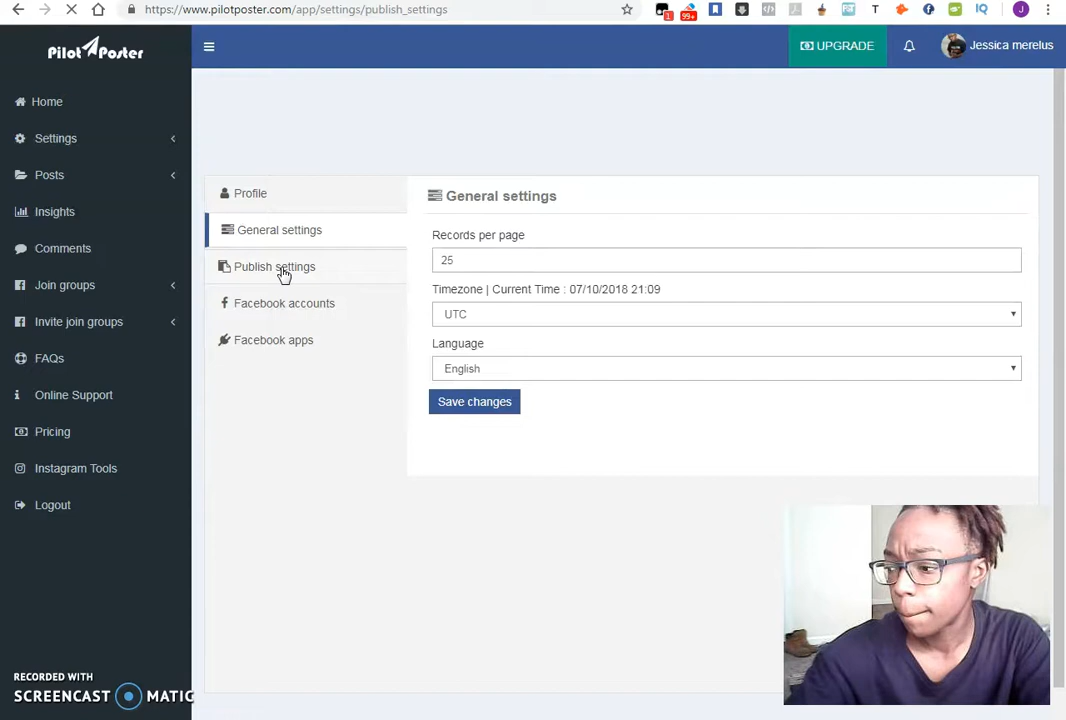 https://www.pilotposter.com/app/settings/publish_settings
1
99+
T
IQ
J
Pilot Poster
UPGRADE
Jessica merelus
Home
Settings
Posts
Insights
Comments
Join groups
Invite join groups
FAQs
Online Support
Pricing
Instagram Tools
Logout
Profile
General settings
Publish settings
Facebook accounts
Facebook apps
General settings
Records per page
25
Timezone | Current Time : 07/10/2018 21:09
UTC
Language
English
Save changes
RECORDED WITH
SCREENCAST MATIC